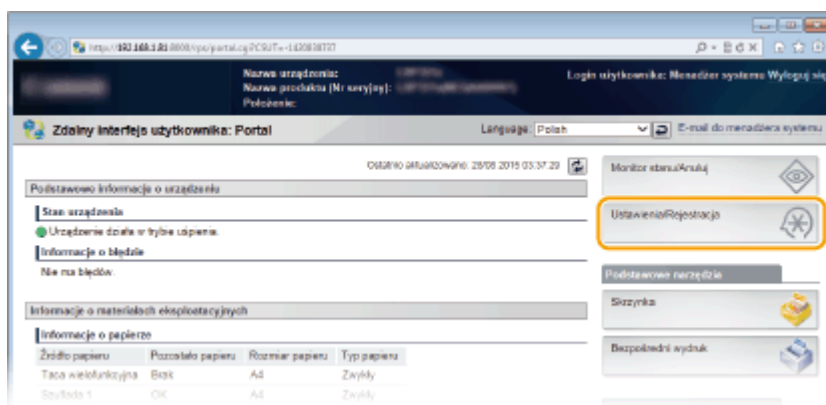 Nazwa urządzenia:
Nazwa produktu (Nr seryjny):
Położenie:
Login użytkownika: Menedżer systemu Wyloguj się
Zdalny interfejs użytkownika: Portal
Language: Polish
E-mail do menadżera systemu
Ostatnio aktualizowano: 28/08 2015 03:37:29
Podstawowe informacje o urządzeniu
Stan urządzenia
Urządzenie działa w trybie uśpienia.
Informacje o błędzie
Nie ma błędów.
Informacje o materiałach eksploatacyjnych
Informacje o papierze
Źródło papieru Pozostało papieru Rozmiar papieru Typ papieru
Taca wielofunkcyjna Brak A4 Zwykły
Szuflada 1 OK A4 Zwykły
Monitor stanu/Anuluj
Ustawienia/Rejestracja
Podstawowe narzędzia
Skrzynka
Bezpośredni wydruk